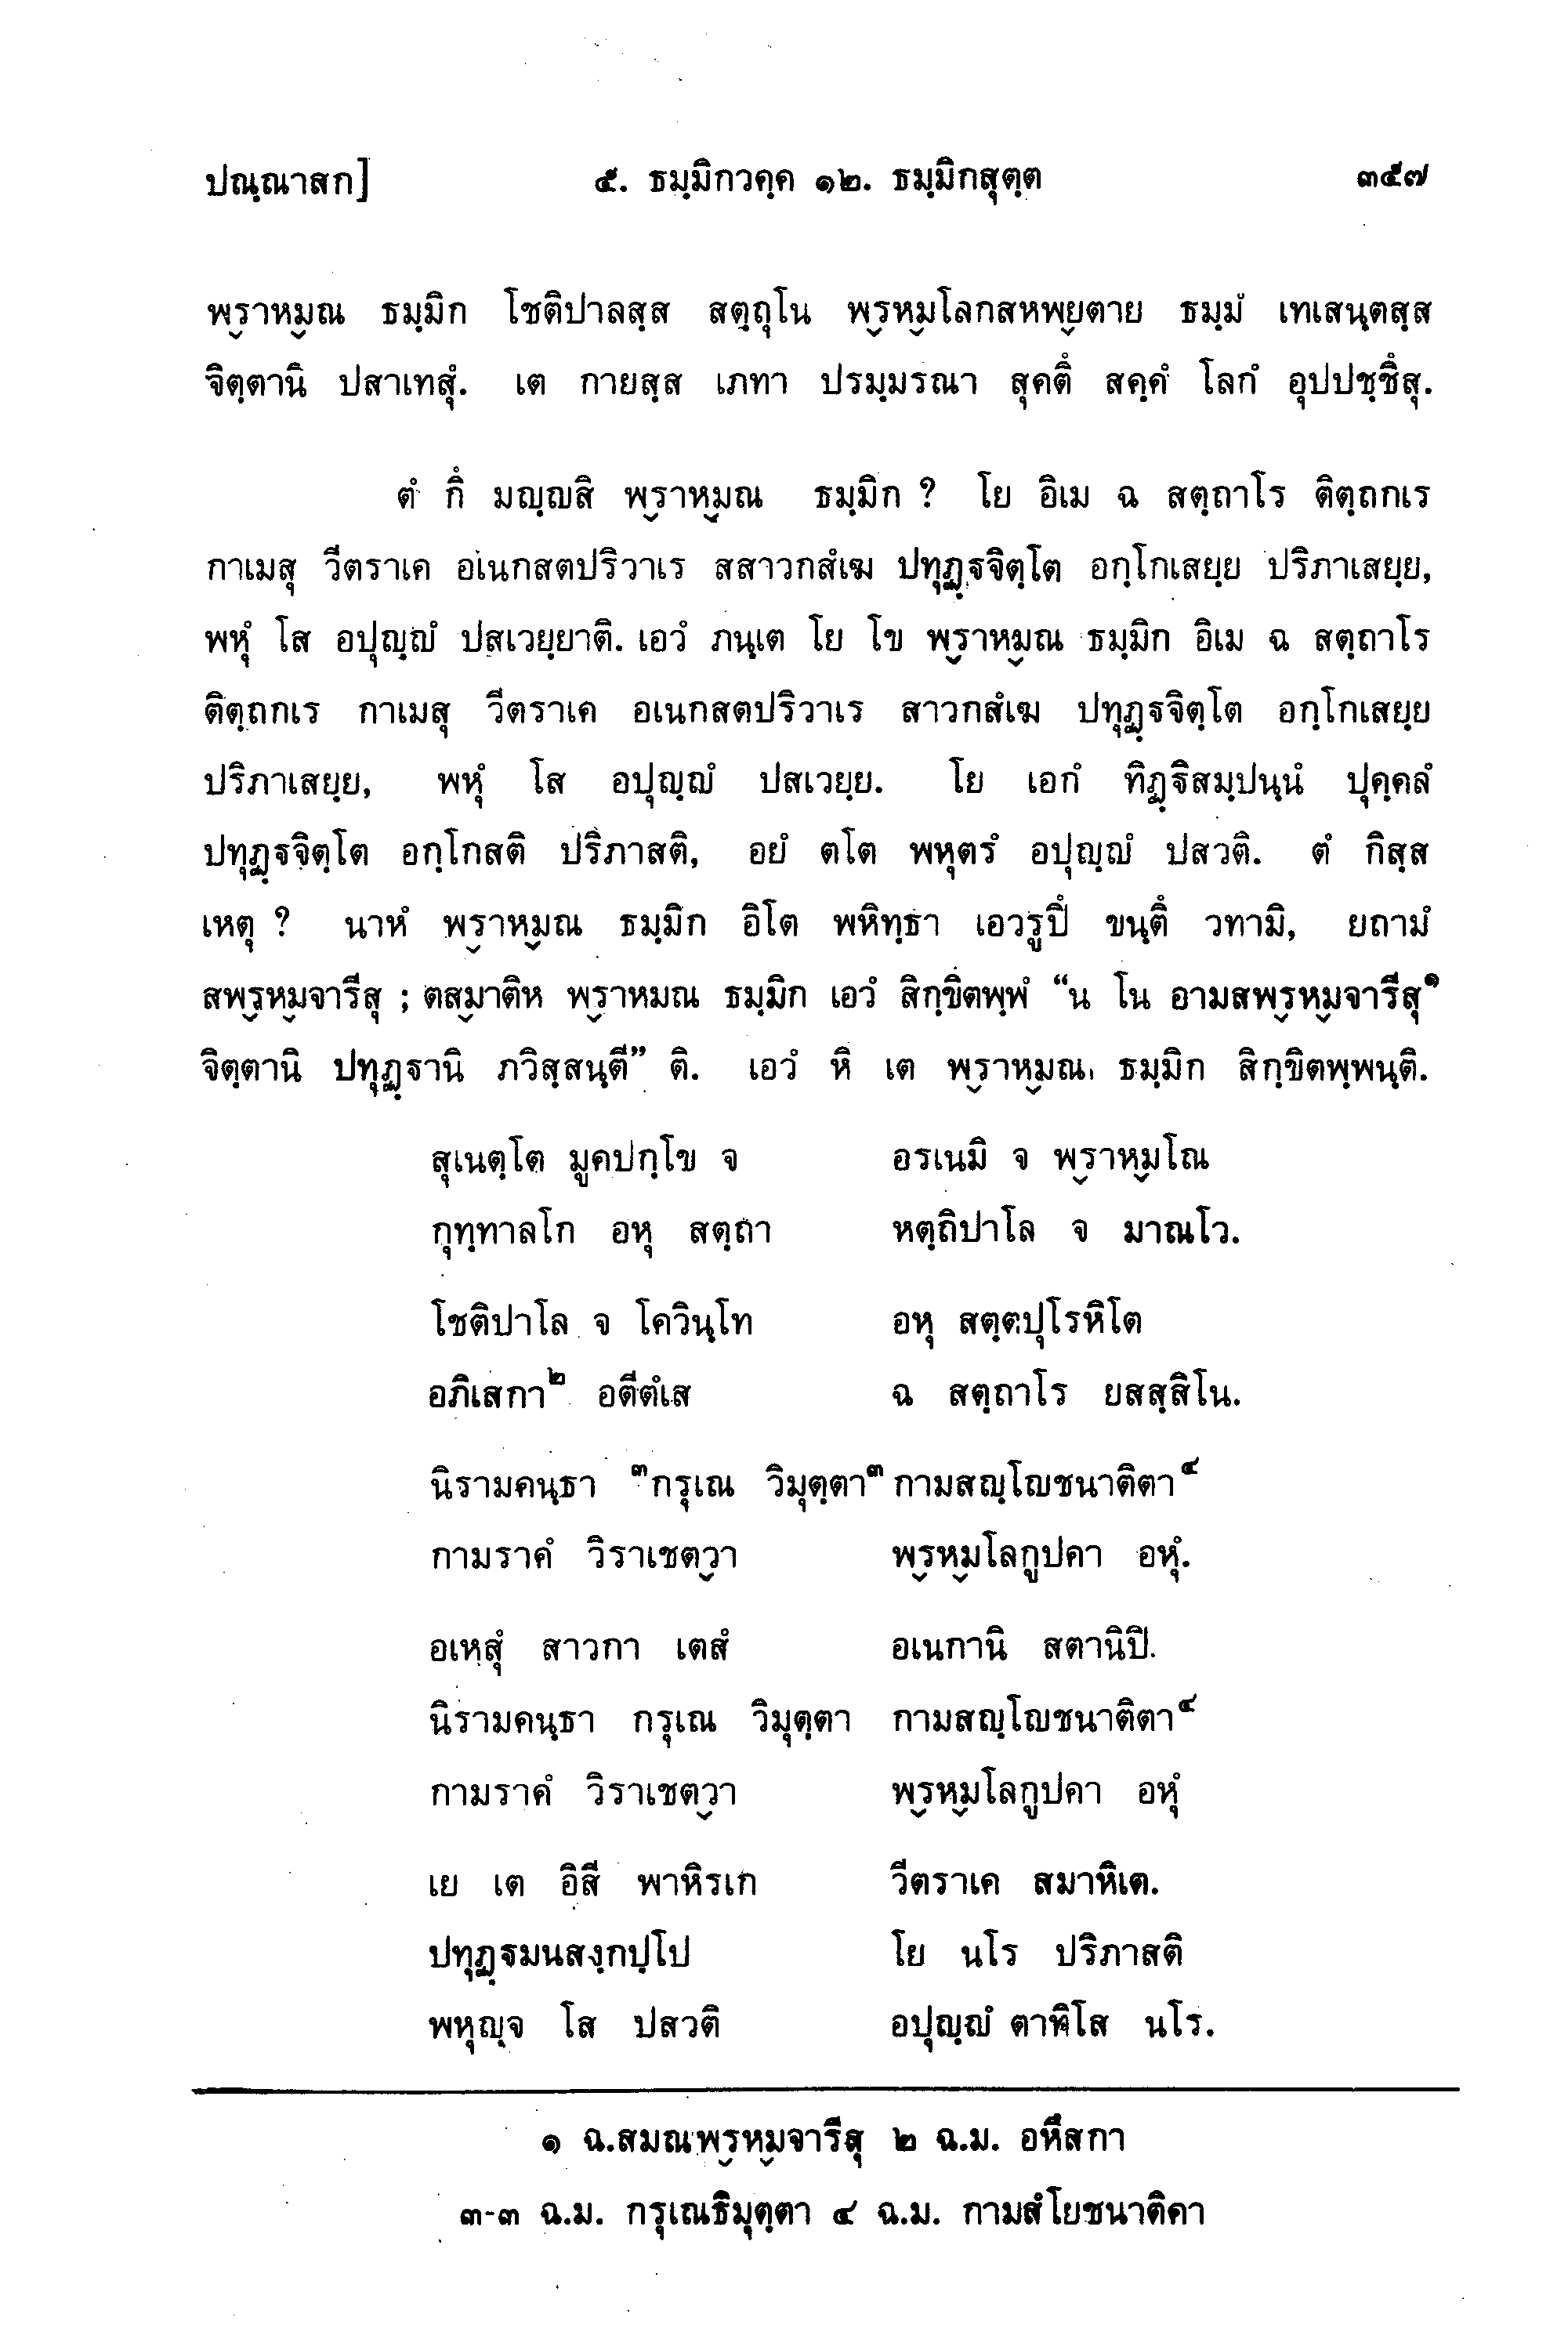 ปณฺณาสก] ๕. ธมฺมิกวคฺค ๑๒. ธมฺมิกสุตฺต ๓๕๗
พฺราหฺมณ ธมฺมิก โชติปาลสฺส สตฺถุโน พฺรหฺมโลกสหพฺยตาย ธมฺมํ เทเสนฺตสฺส
จิตฺตานิ ปสาเทสุํ. เต กายสฺส เภทา ปรมฺมรณา สุคตึ สคฺคํ โลกํ อุปปชฺชึสุ.
ตํ กึ มญฺญสิ พฺราหฺมณ ธมฺมิก ? โย อิเม ฉ สตฺถาโร ติตฺถกเร
กาเมสุ วีตราเค อเนกสตปริวาเร สสาวกสํเฆ ปทุฏฺฐจิตฺโต อกฺโกเสยฺย ปริภาเสยฺย,
พหุํ โส อปุญฺญํ ปสเวยฺยาติ. เอวํ ภนฺเต โย โข พฺราหฺมณ ธมฺมิก อิเม ฉ สตฺถาโร
ติตฺถกเร กาเมสุ วีตราเค อเนกสตปริวาเร สาวกสํเฆ ปทุฏฺฐจิตฺโต อกฺโกเสยฺย
ปริภาเสยฺย, พหุํ โส อปุญฺญํ ปสเวยฺย. โย เอกํ ทิฏฺฐิสมฺปนฺนํ ปุคฺคลํ
ปทุฏฺฐจิตฺโต อกฺโกสติ ปริภาสติ, อยํ ตโต พหุตรํ อปุญฺญํ ปสวติ. ตํ กิสฺส
เหตุ ? นาหํ พฺราหฺมณ ธมฺมิก อิโต พหิทฺธา เอวรูปึ ขนฺตึ วทามิ, ยถามํ
สพฺรหฺมจารีสุ ; ตสฺมาติห พฺราหมณ ธมฺมิก เอวํ สิกฺขิตพฺพํ “น โน อามสพฺรหฺมจารีสุ๑
จิตฺตานิ ปทุฏฺฐานิ ภวิสฺสนฺตี” ติ. เอวํ หิ เต พฺราหฺมณ ธมฺมิก สิกฺขิตพฺพนฺติ.
สุเนตฺโต มูคปกฺโข จ อรเนมิ จ พฺราหฺมโณ
กุทฺทาลโก อหุ สตฺถา หตฺถิปาโล จ มาณโว.
โชติปาโล จ โควินฺโท อหุ สตฺตปุโรหิโต
อภิเสกา๒ อตีตํเส ฉ สตฺถาโร ยสสฺสิโน.
นิรามคนฺธา ๓กรุเณ วิมุตฺตา๓ กามสญฺโญชนาติตา๔
กามราคํ วิราเชตฺวา พฺรหฺมโลกูปคา อหุํ.
อเหสุํ สาวกา เตสํ อเนกานิ สตานิปิ.
นิรามคนฺธา กรุเณ วิมุตฺตา กามสญฺโญชนาติตา๔
กามราคํ วิราเชตฺวา พฺรหฺมโลกูปคา อหุํ
เย เต อิสี พาหิรเก วีตราเค สมาหิเต.
ปทุฏฺฐมนสงฺกปฺโป โย นโร ปริภาสติ
พหุญฺจ โส ปสวติ อปุญฺญํ ตาทิโส นโร.
๑ ฉ.สมณพฺรหฺมจารีสุ ๒ ฉ.ม. อหึสกา
๓-๓ ฉ.ม. กรุเณธิมุตฺตา ๔ ฉ.ม. กามสํโยชนาติคา